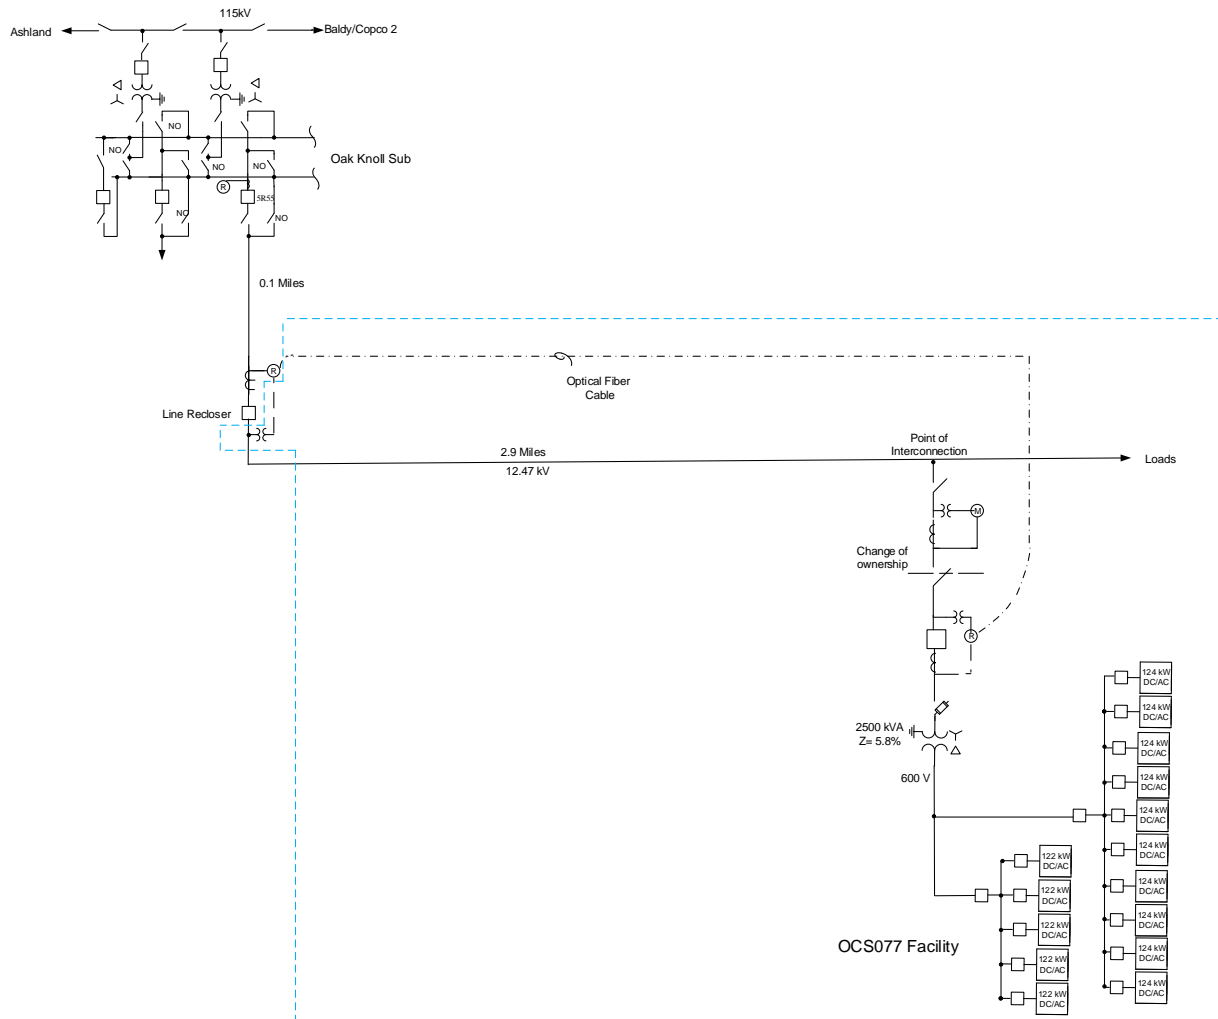 115kV
Ashland
Baldy/Copco 2
NO
NO
NO
NO
Oak Knoll Sub
R
5R55
NO
NO
0.1 Miles
R
Optical Fiber
Cable
Line Recloser
2.9 Miles
12.47 kV
Point of
Interconnection
Loads
M
Change of
ownership
R
2500 kVA
Z= 5.8%
600 V
124 kW
DC/AC
124 kW
DC/AC
124 kW
DC/AC
124 kW
DC/AC
124 kW
DC/AC
124 kW
DC/AC
124 kW
DC/AC
124 kW
DC/AC
124 kW
DC/AC
124 kW
DC/AC
122 kW
DC/AC
122 kW
DC/AC
122 kW
DC/AC
122 kW
DC/AC
122 kW
DC/AC
OCS077 Facility